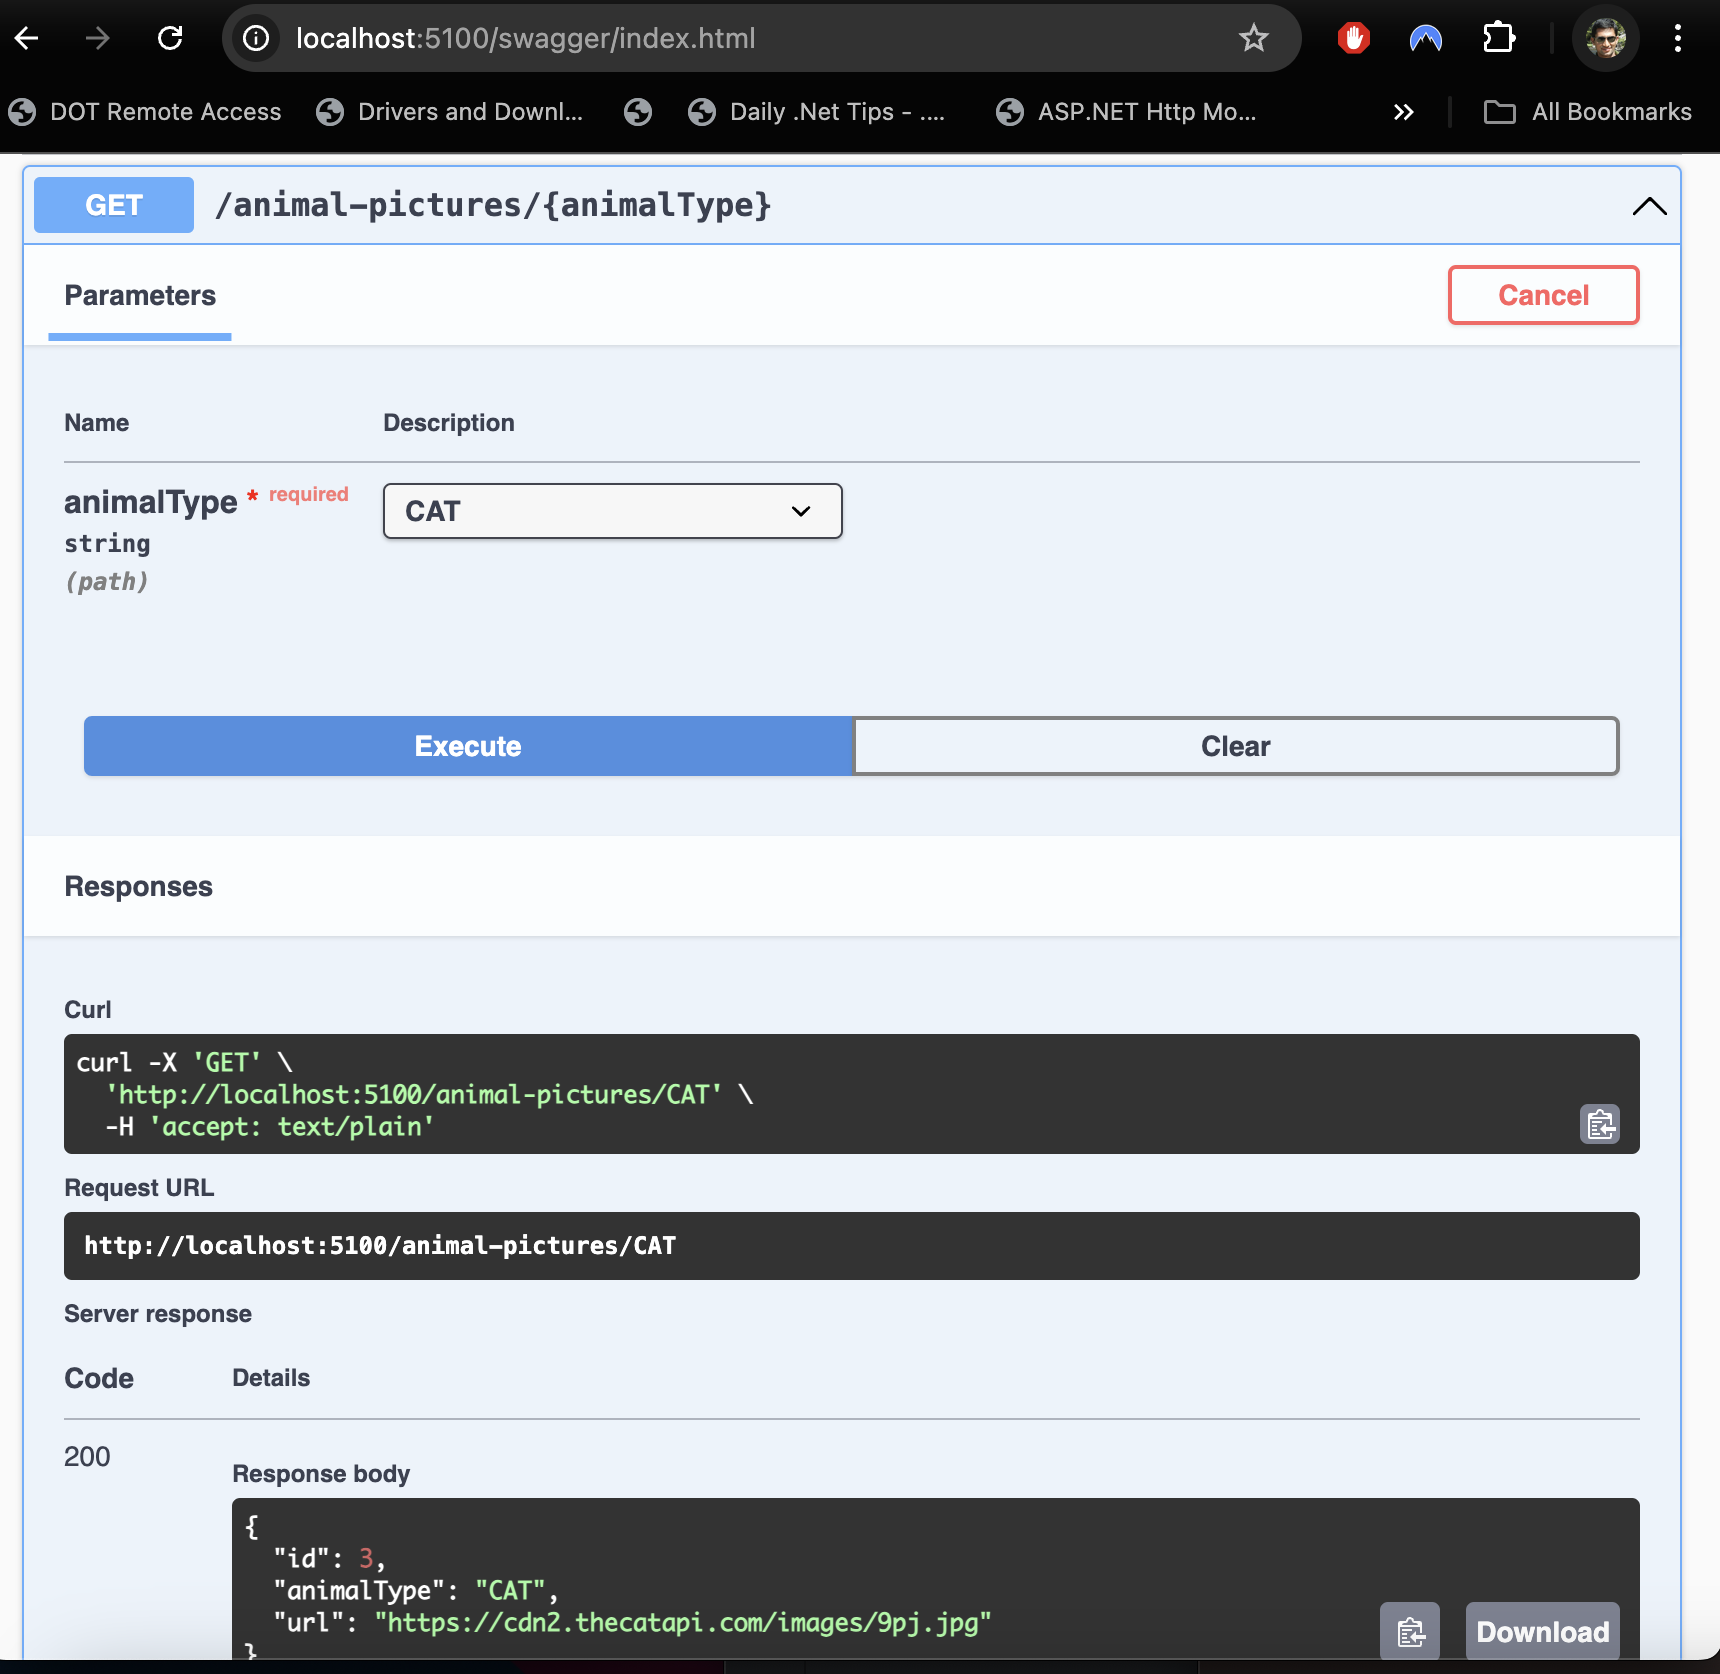 localhost:5100/swagger/index.html
DOT Remote Access Drivers and Downl... Daily .Net Tips - .... ASP.NET Http Mo... All Bookmarks
GET /animal-pictures/{animalType}
Parameters Cancel
Name Description
animalType * required CAT
string
(path)
Execute Clear
Responses
Curl
curl -X 'GET' \
'http://localhost:5100/animal-pictures/CAT' \
-H 'accept: text/plain'
Request URL
http://localhost:5100/animal-pictures/CAT
Server response
Code Details
200
Response body
{
"id": 3,
"animalType": "CAT",
"url": "https://cdn2.thecatapi.com/images/9pj.jpg"
}
Download